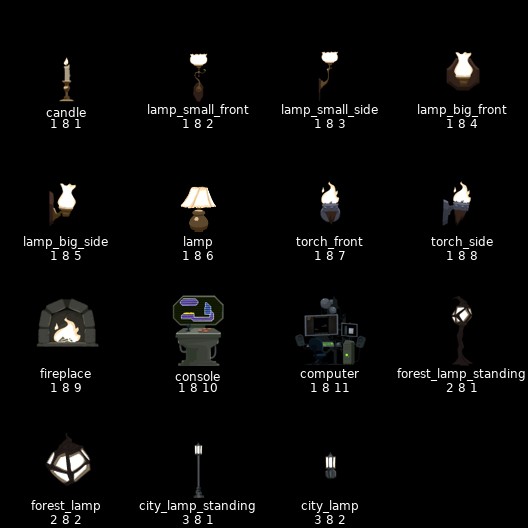 candle
1 8 1
lamp_small_front
1 8 2
lamp_small_side
1 8 3
lamp_big_front
1 8 4
lamp_big_side
1 8 5
lamp
1 8 6
torch_front
1 8 7
torch_side
1 8 8
fireplace
1 8 9
console
1 8 10
computer
1 8 11
forest_lamp_standing
2 8 1
forest_lamp
2 8 2
city_lamp_standing
3 8 1
city_lamp
3 8 2